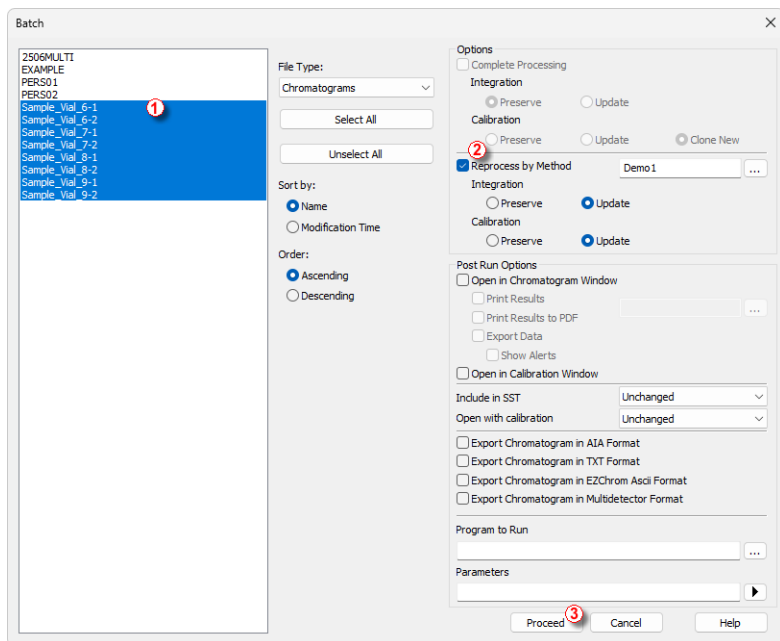 Batch
2506MULTI
EXAMPLE
PERS01
PERS02
Sample_Vial_6-1
Sample_Vial_6-2
Sample_Vial_7-1
Sample_Vial_7-2
Sample_Vial_8-1
Sample_Vial_8-2
Sample_Vial_9-1
Sample_Vial_9-2
1
File Type:
Chromatograms
Select All
Unselect All
Sort by:
Name
Modification Time
Order:
Ascending
Descending
Options
Complete Processing
Integration
Preserve Update
Calibration
Preserve Update Clone New
2
Reprocess by Method Demo1 ...
Integration
Preserve Update
Calibration
Preserve Update
Post Run Options
Open in Chromatogram Window
Print Results ...
Print Results to PDF
Export Data
Show Alerts
Open in Calibration Window
Include in SST Unchanged
Open with calibration Unchanged
Export Chromatogram in AIA Format
Export Chromatogram in TXT Format
Export Chromatogram in EZChrom Ascii Format
Export Chromatogram in Multidetector Format
Program to Run
...
Parameters
3
Proceed Cancel Help